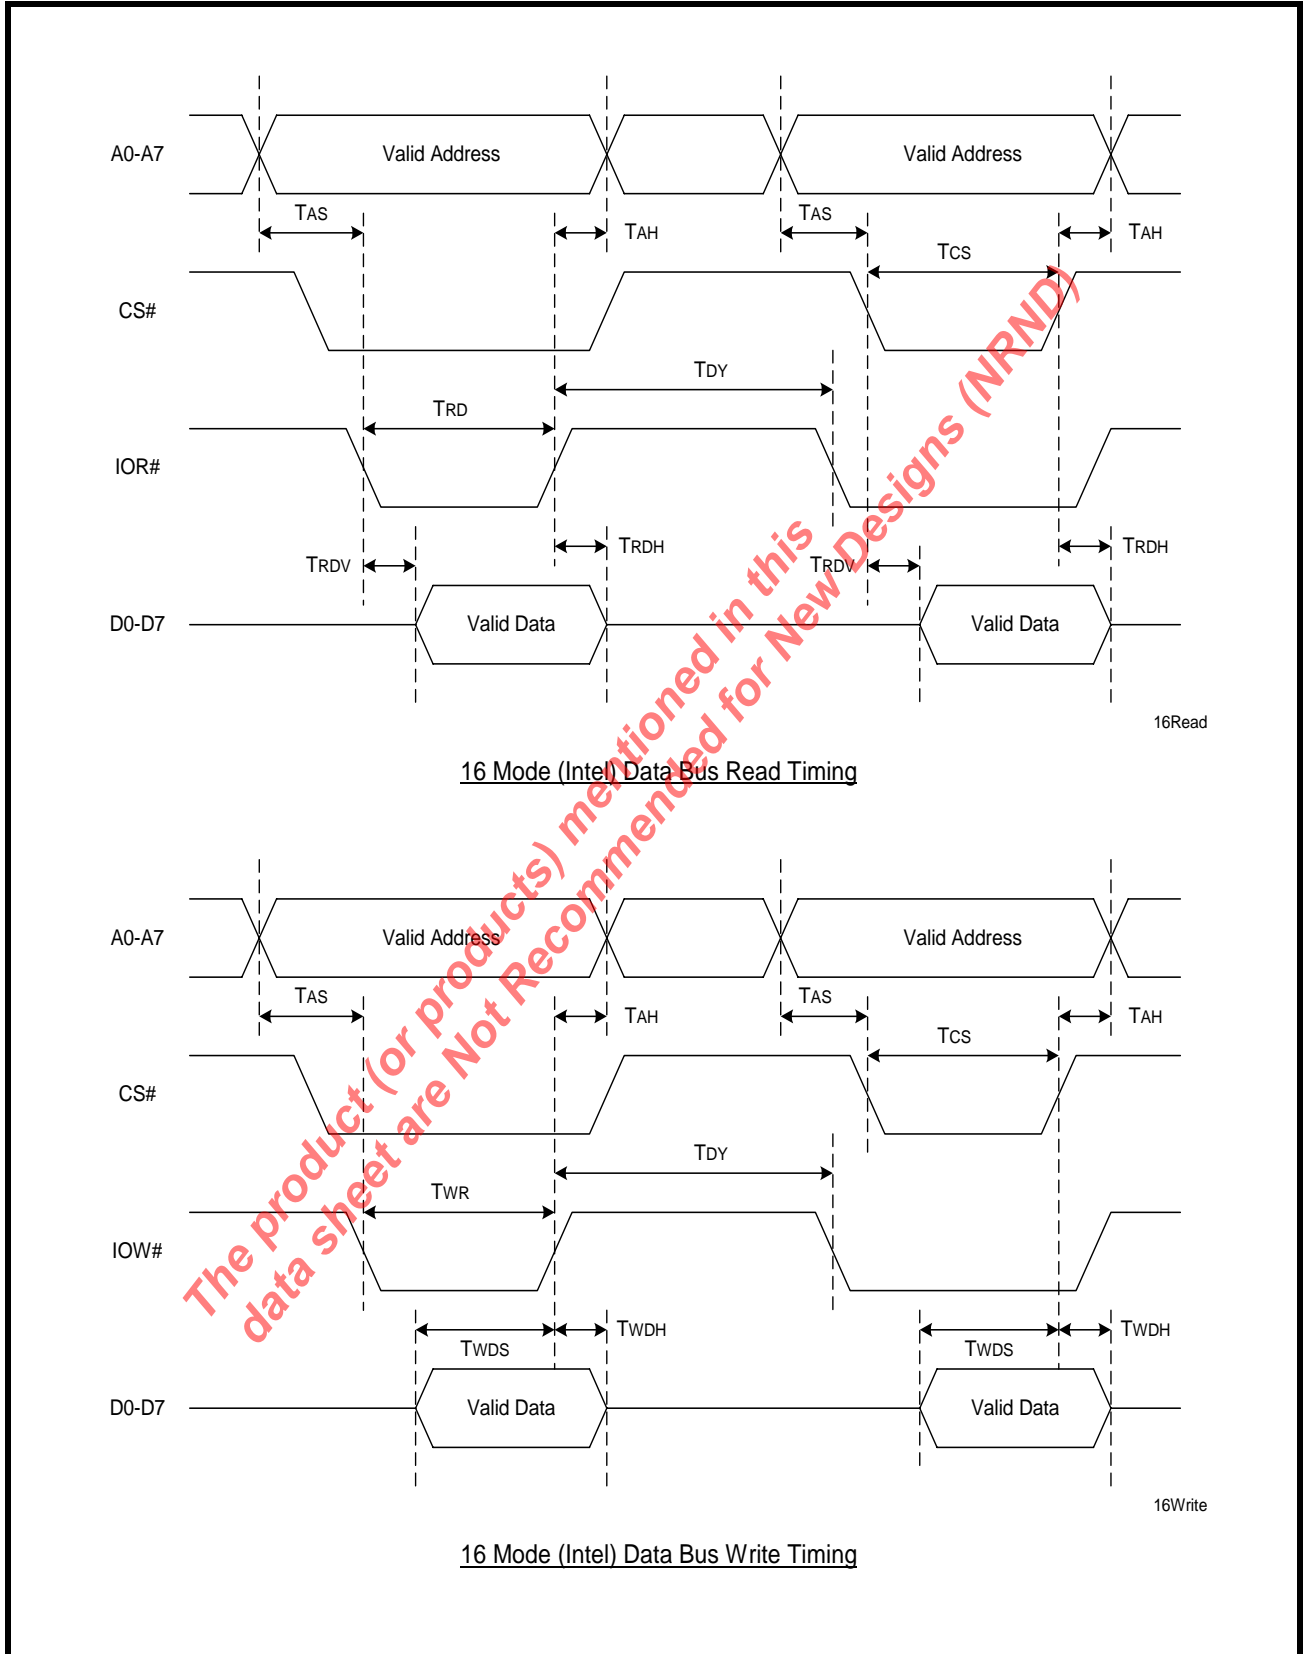 A0-A7
Valid Address
Valid Address
TAS
TAH
TAS
TAH
TCS
CS#
TDY
TRD
IOR#
TRDH
TRDH
TRDV
TRDV
D0-D7
Valid Data
Valid Data
16Read
16 Mode (Intel) Data Bus Read Timing
A0-A7
Valid Address
Valid Address
TAS
TAH
TAS
TAH
TCS
CS#
TDY
TWR
IOW#
TWDH
TWDH
TWDS
TWDS
D0-D7
Valid Data
Valid Data
16Write
16 Mode (Intel) Data Bus Write Timing
The product (or products) mentioned in this
data sheet are Not Recommended for New Designs (NRND)